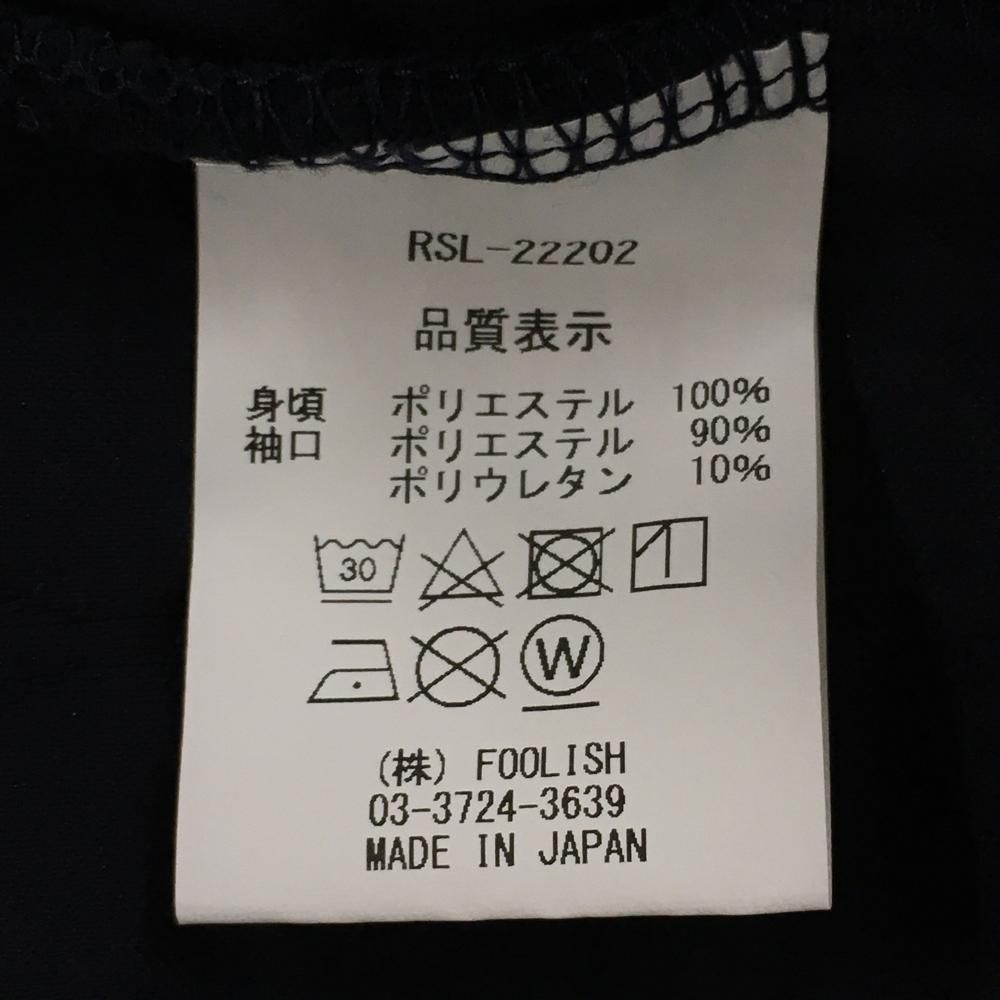 RSL-22202
品質表示
身頃 ポリエステル 100%
袖口 ポリエステル 90%
ポリウレタン 10%
30
W
(株) FOOLISH
03-3724-3639
MADE IN JAPAN